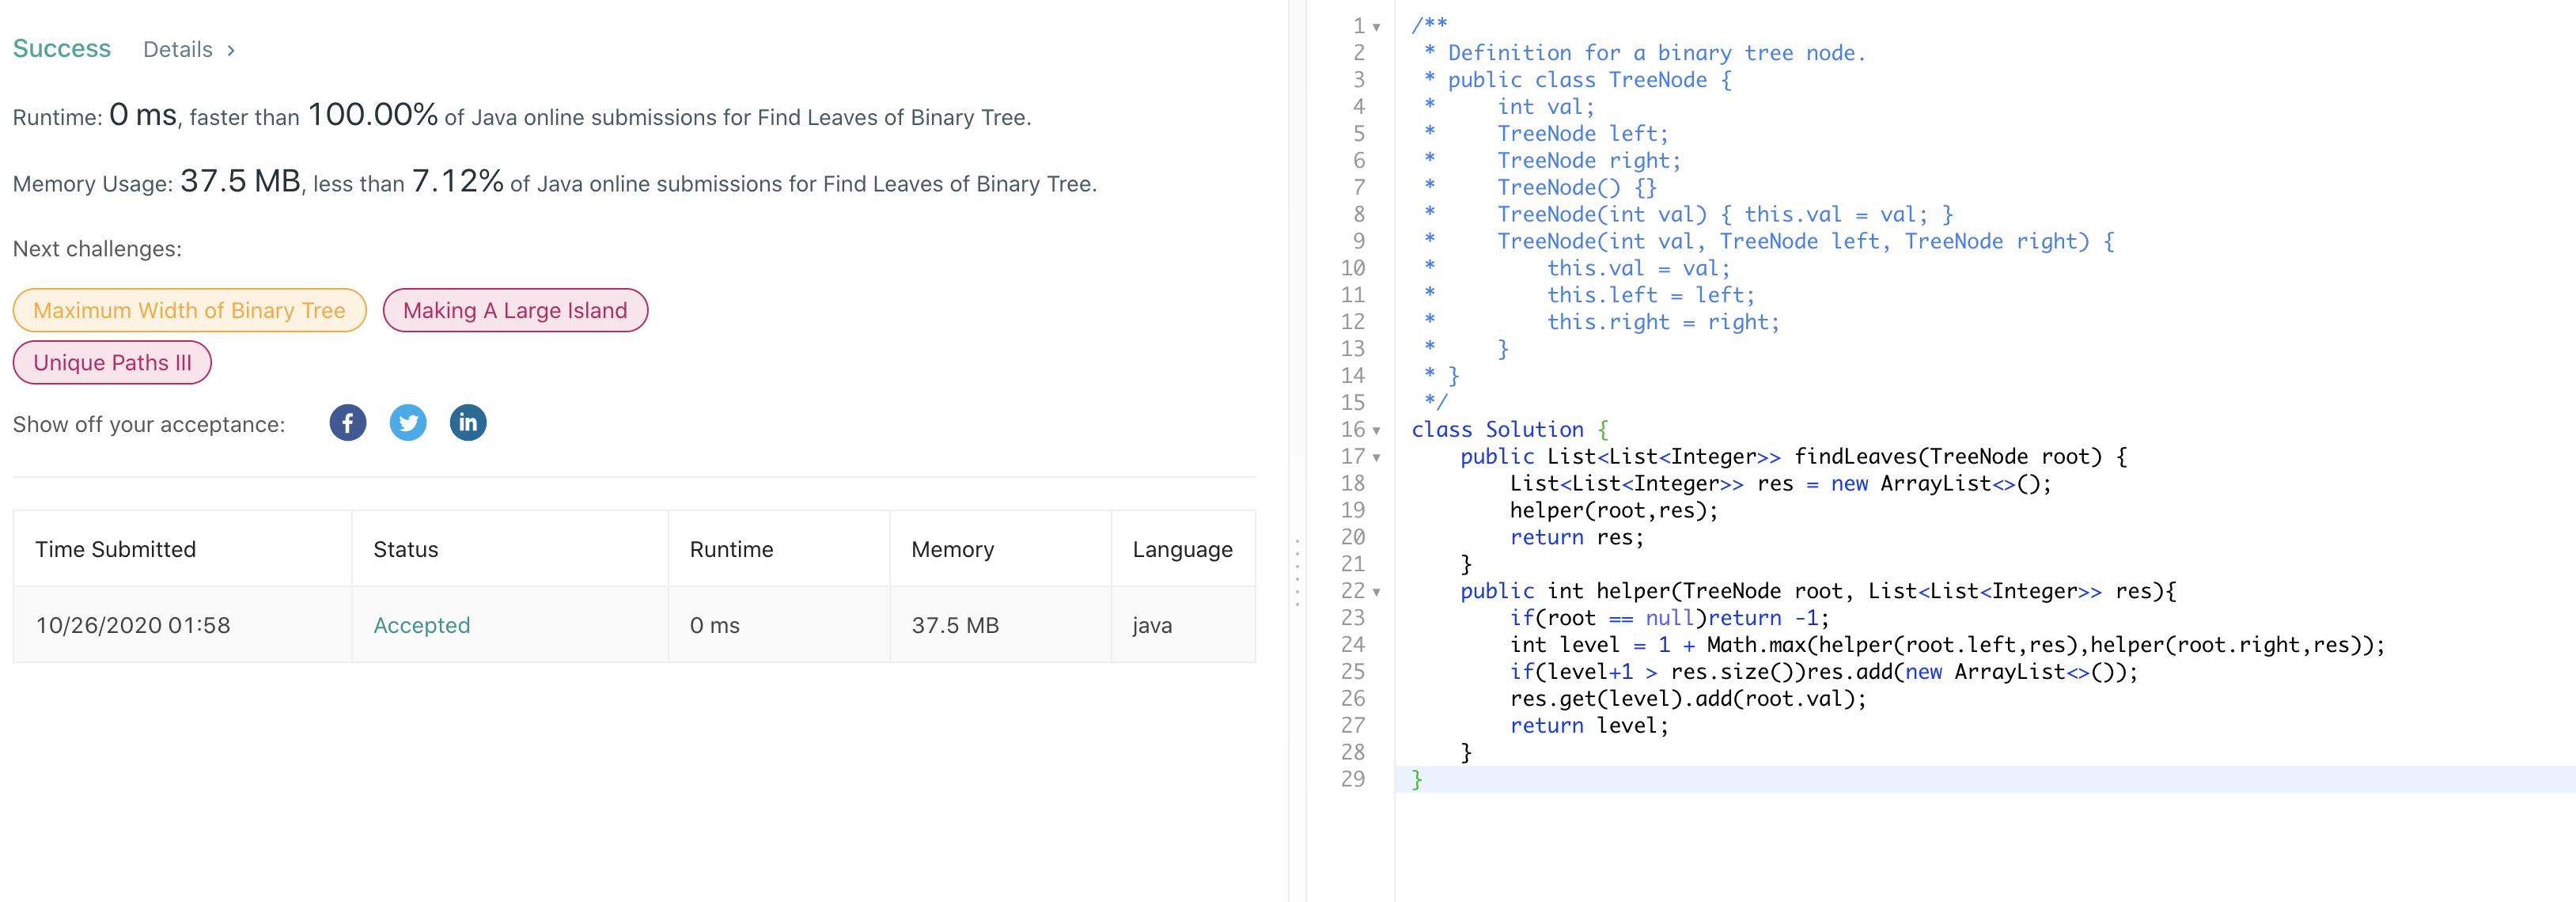 Success Details ›
Runtime: 0 ms, faster than 100.00% of Java online submissions for Find Leaves of Binary Tree.
Memory Usage: 37.5 MB, less than 7.12% of Java online submissions for Find Leaves of Binary Tree.
Next challenges:
Maximum Width of Binary Tree Making A Large Island
Unique Paths III
Show off your acceptance: f in
Time Submitted Status Runtime Memory Language
10/26/2020 01:58 Accepted 0 ms 37.5 MB java
1 /**
2  * Definition for a binary tree node.
3  * public class TreeNode {
4  *     int val;
5  *     TreeNode left;
6  *     TreeNode right;
7  *     TreeNode() {}
8  *     TreeNode(int val) { this.val = val; }
9  *     TreeNode(int val, TreeNode left, TreeNode right) {
10  *         this.val = val;
11  *         this.left = left;
12  *         this.right = right;
13  *     }
14  * }
15  */
16 class Solution {
17     public List<List<Integer>> findLeaves(TreeNode root) {
18         List<List<Integer>> res = new ArrayList<>();
19         helper(root,res);
20         return res;
21     }
22     public int helper(TreeNode root, List<List<Integer>> res){
23         if(root == null)return -1;
24         int level = 1 + Math.max(helper(root.left,res),helper(root.right,res));
25         if(level+1 > res.size())res.add(new ArrayList<>());
26         res.get(level).add(root.val);
27         return level;
28     }
29 }